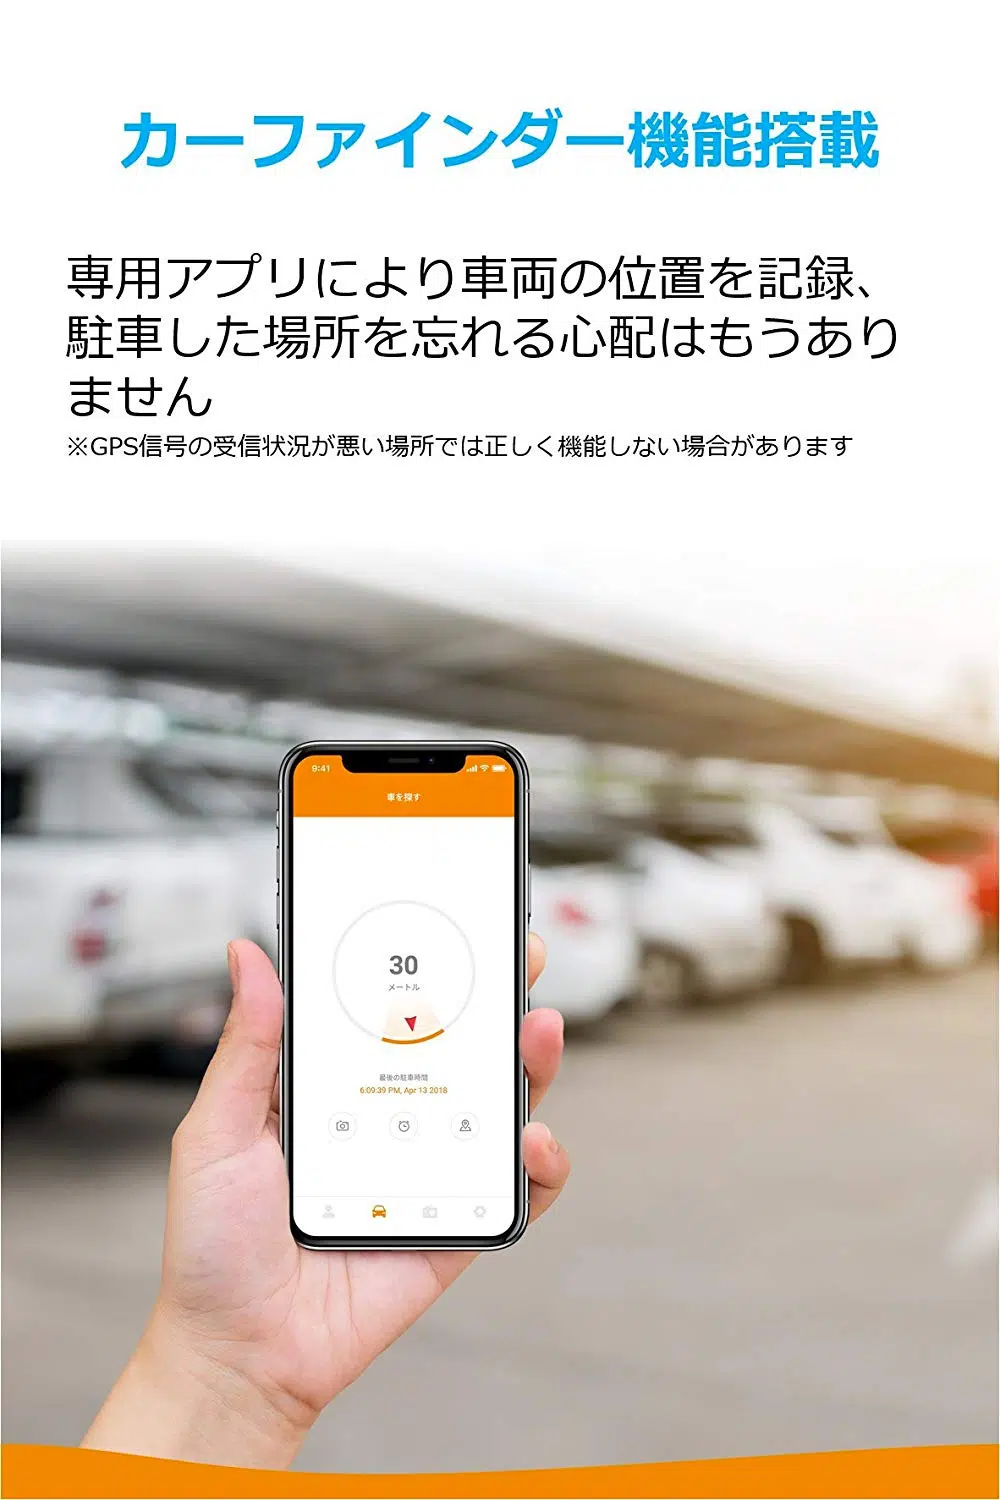 カーファインダー機能搭載
専用アプリにより車両の位置を記録、
駐車した場所を忘れる心配はもうあり
ません
※GPS信号の受信状況が悪い場所では正しく機能しない場合があります
9:41
車を探す
30
メートル
最後の駐車時間
6:09:39 PM, Apr 13 2018